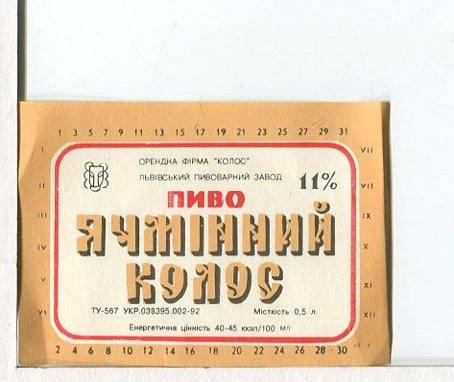 1 3 5 7 9 11 13 15 17 19 21 23 25 27 29 31
I VII
ОРЕНДНА ФІРМА "КОЛОС"
ЛЬВІВСЬКИЙ ПИВОВАРНИЙ ЗАВОД 11%
II VIII
ПИВО
III IX
ЯЧМІННИЙ
IV X
КОЛОС
V XI
ТУ-567 УКР.038395.002-92 Місткість 0,5 л.
VI XII
Енергетична цінність 40-45 ккал/100 мл
2 4 6 8 10 12 14 16 18 20 22 24 26 28 30